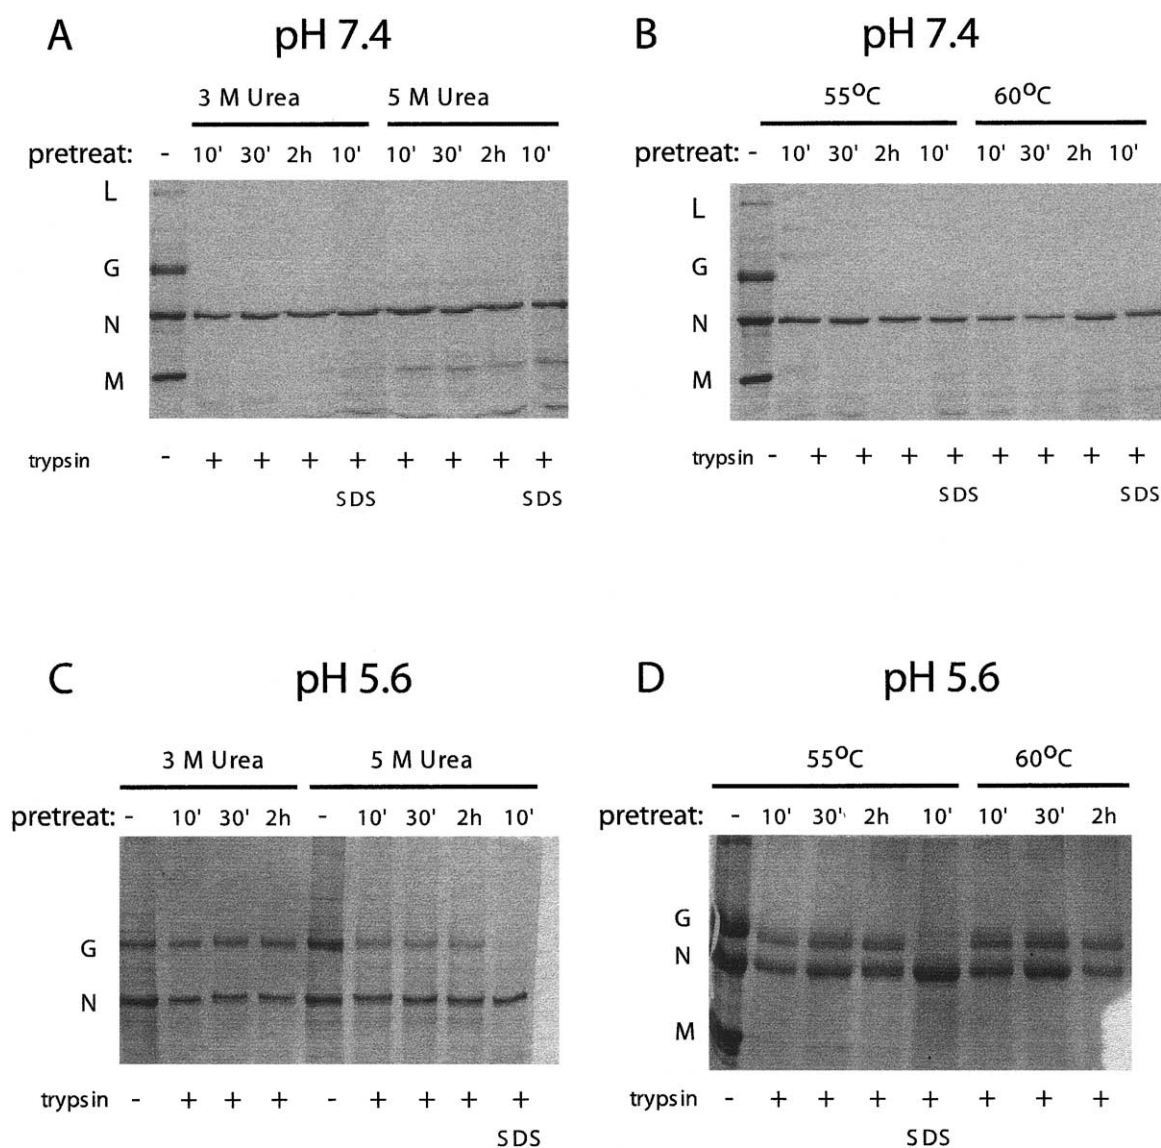 A pH 7.4
3 M Urea 5 M Urea
pretreat: - 10' 30' 2h 10' 10' 30' 2h 10'
L
G
N
M
trypsin - + + + + + + + +
SDS SDS
B pH 7.4
55°C 60°C
pretreat: - 10' 30' 2h 10' 10' 30' 2h 10'
L
G
N
M
trypsin - + + + + + + + +
SDS SDS
C pH 5.6
3 M Urea 5 M Urea
pretreat: - 10' 30' 2h - 10' 30' 2h 10'
G
N
trypsin - + + + - + + + +
SDS
D pH 5.6
55°C 60°C
pretreat: - 10' 30' 2h 10' 10' 30' 2h
G
N
M
trypsin - + + + + + + +
SDS